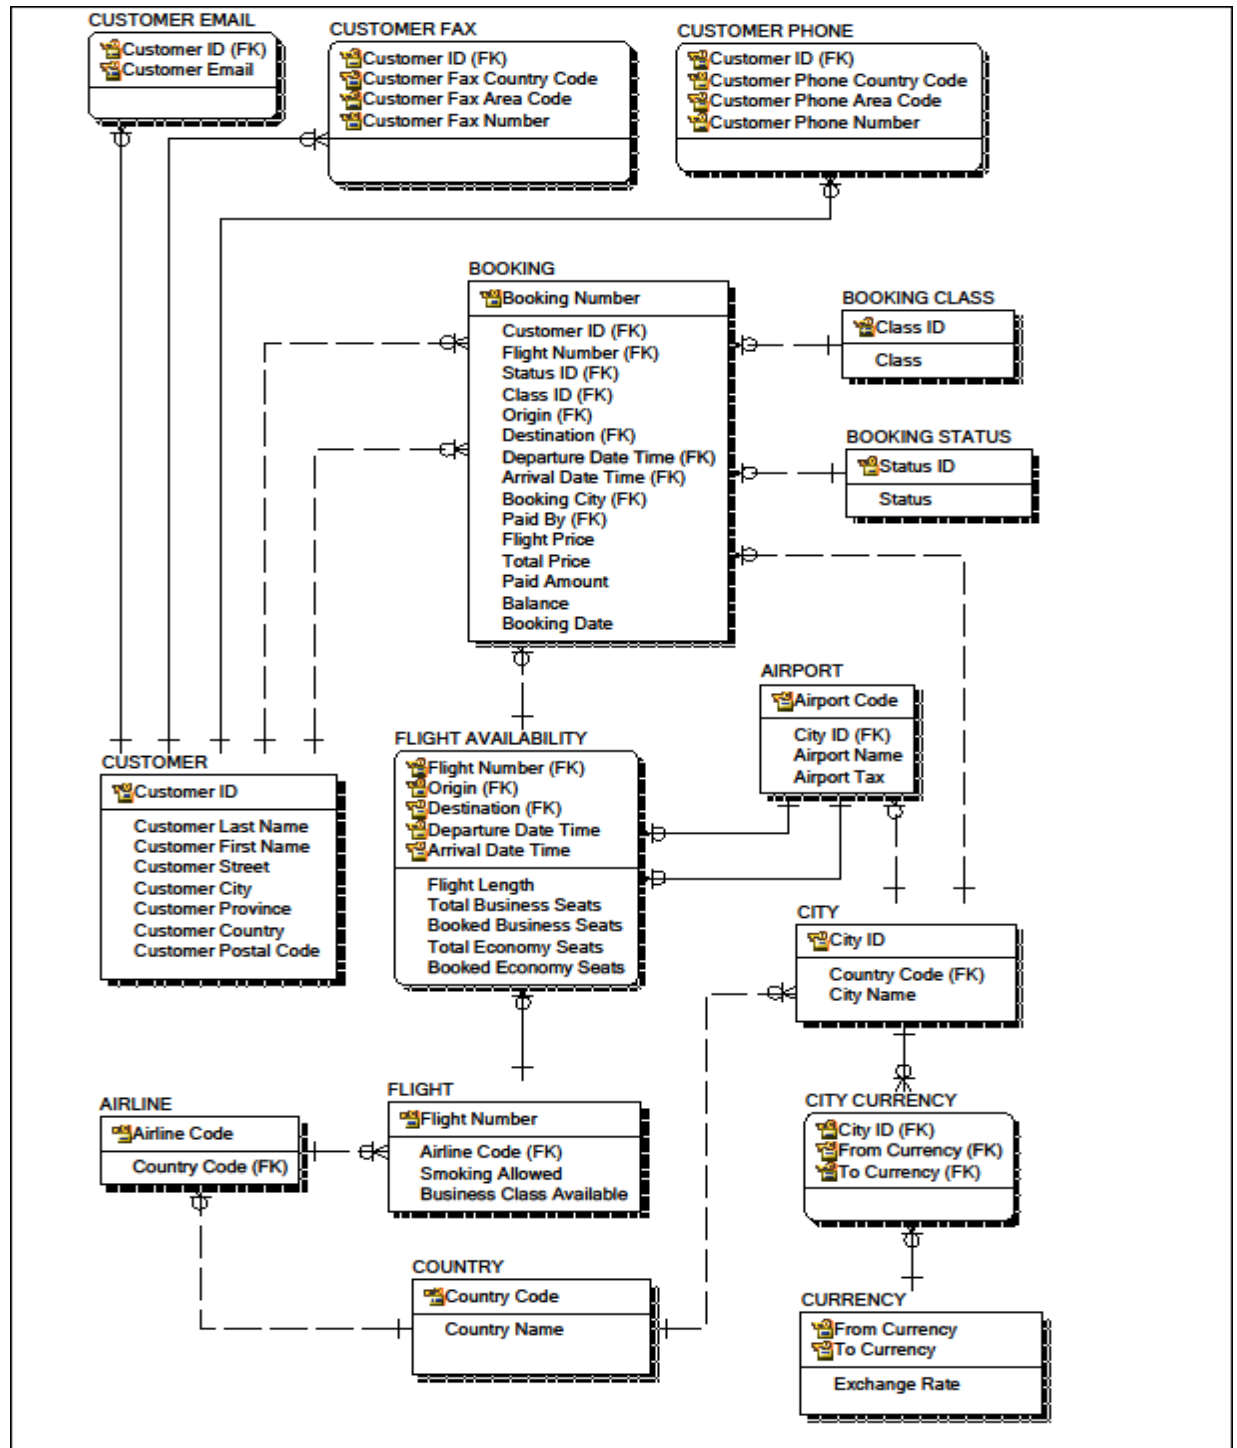 CUSTOMER EMAIL
Customer ID (FK)
Customer Email
CUSTOMER FAX
Customer ID (FK)
Customer Fax Country Code
Customer Fax Area Code
Customer Fax Number
CUSTOMER PHONE
Customer ID (FK)
Customer Phone Country Code
Customer Phone Area Code
Customer Phone Number
BOOKING
Booking Number
Customer ID (FK)
Flight Number (FK)
Status ID (FK)
Class ID (FK)
Origin (FK)
Destination (FK)
Departure Date Time (FK)
Arrival Date Time (FK)
Booking City (FK)
Paid By (FK)
Flight Price
Total Price
Paid Amount
Balance
Booking Date
BOOKING CLASS
Class ID
Class
BOOKING STATUS
Status ID
Status
AIRPORT
Airport Code
City ID (FK)
Airport Name
Airport Tax
CUSTOMER
Customer ID
Customer Last Name
Customer First Name
Customer Street
Customer City
Customer Province
Customer Country
Customer Postal Code
FLIGHT AVAILABILITY
Flight Number (FK)
Origin (FK)
Destination (FK)
Departure Date Time
Arrival Date Time
Flight Length
Total Business Seats
Booked Business Seats
Total Economy Seats
Booked Economy Seats
CITY
City ID
Country Code (FK)
City Name
AIRLINE
Airline Code
Country Code (FK)
FLIGHT
Flight Number
Airline Code (FK)
Smoking Allowed
Business Class Available
CITY CURRENCY
City ID (FK)
From Currency (FK)
To Currency (FK)
COUNTRY
Country Code
Country Name
CURRENCY
From Currency
To Currency
Exchange Rate